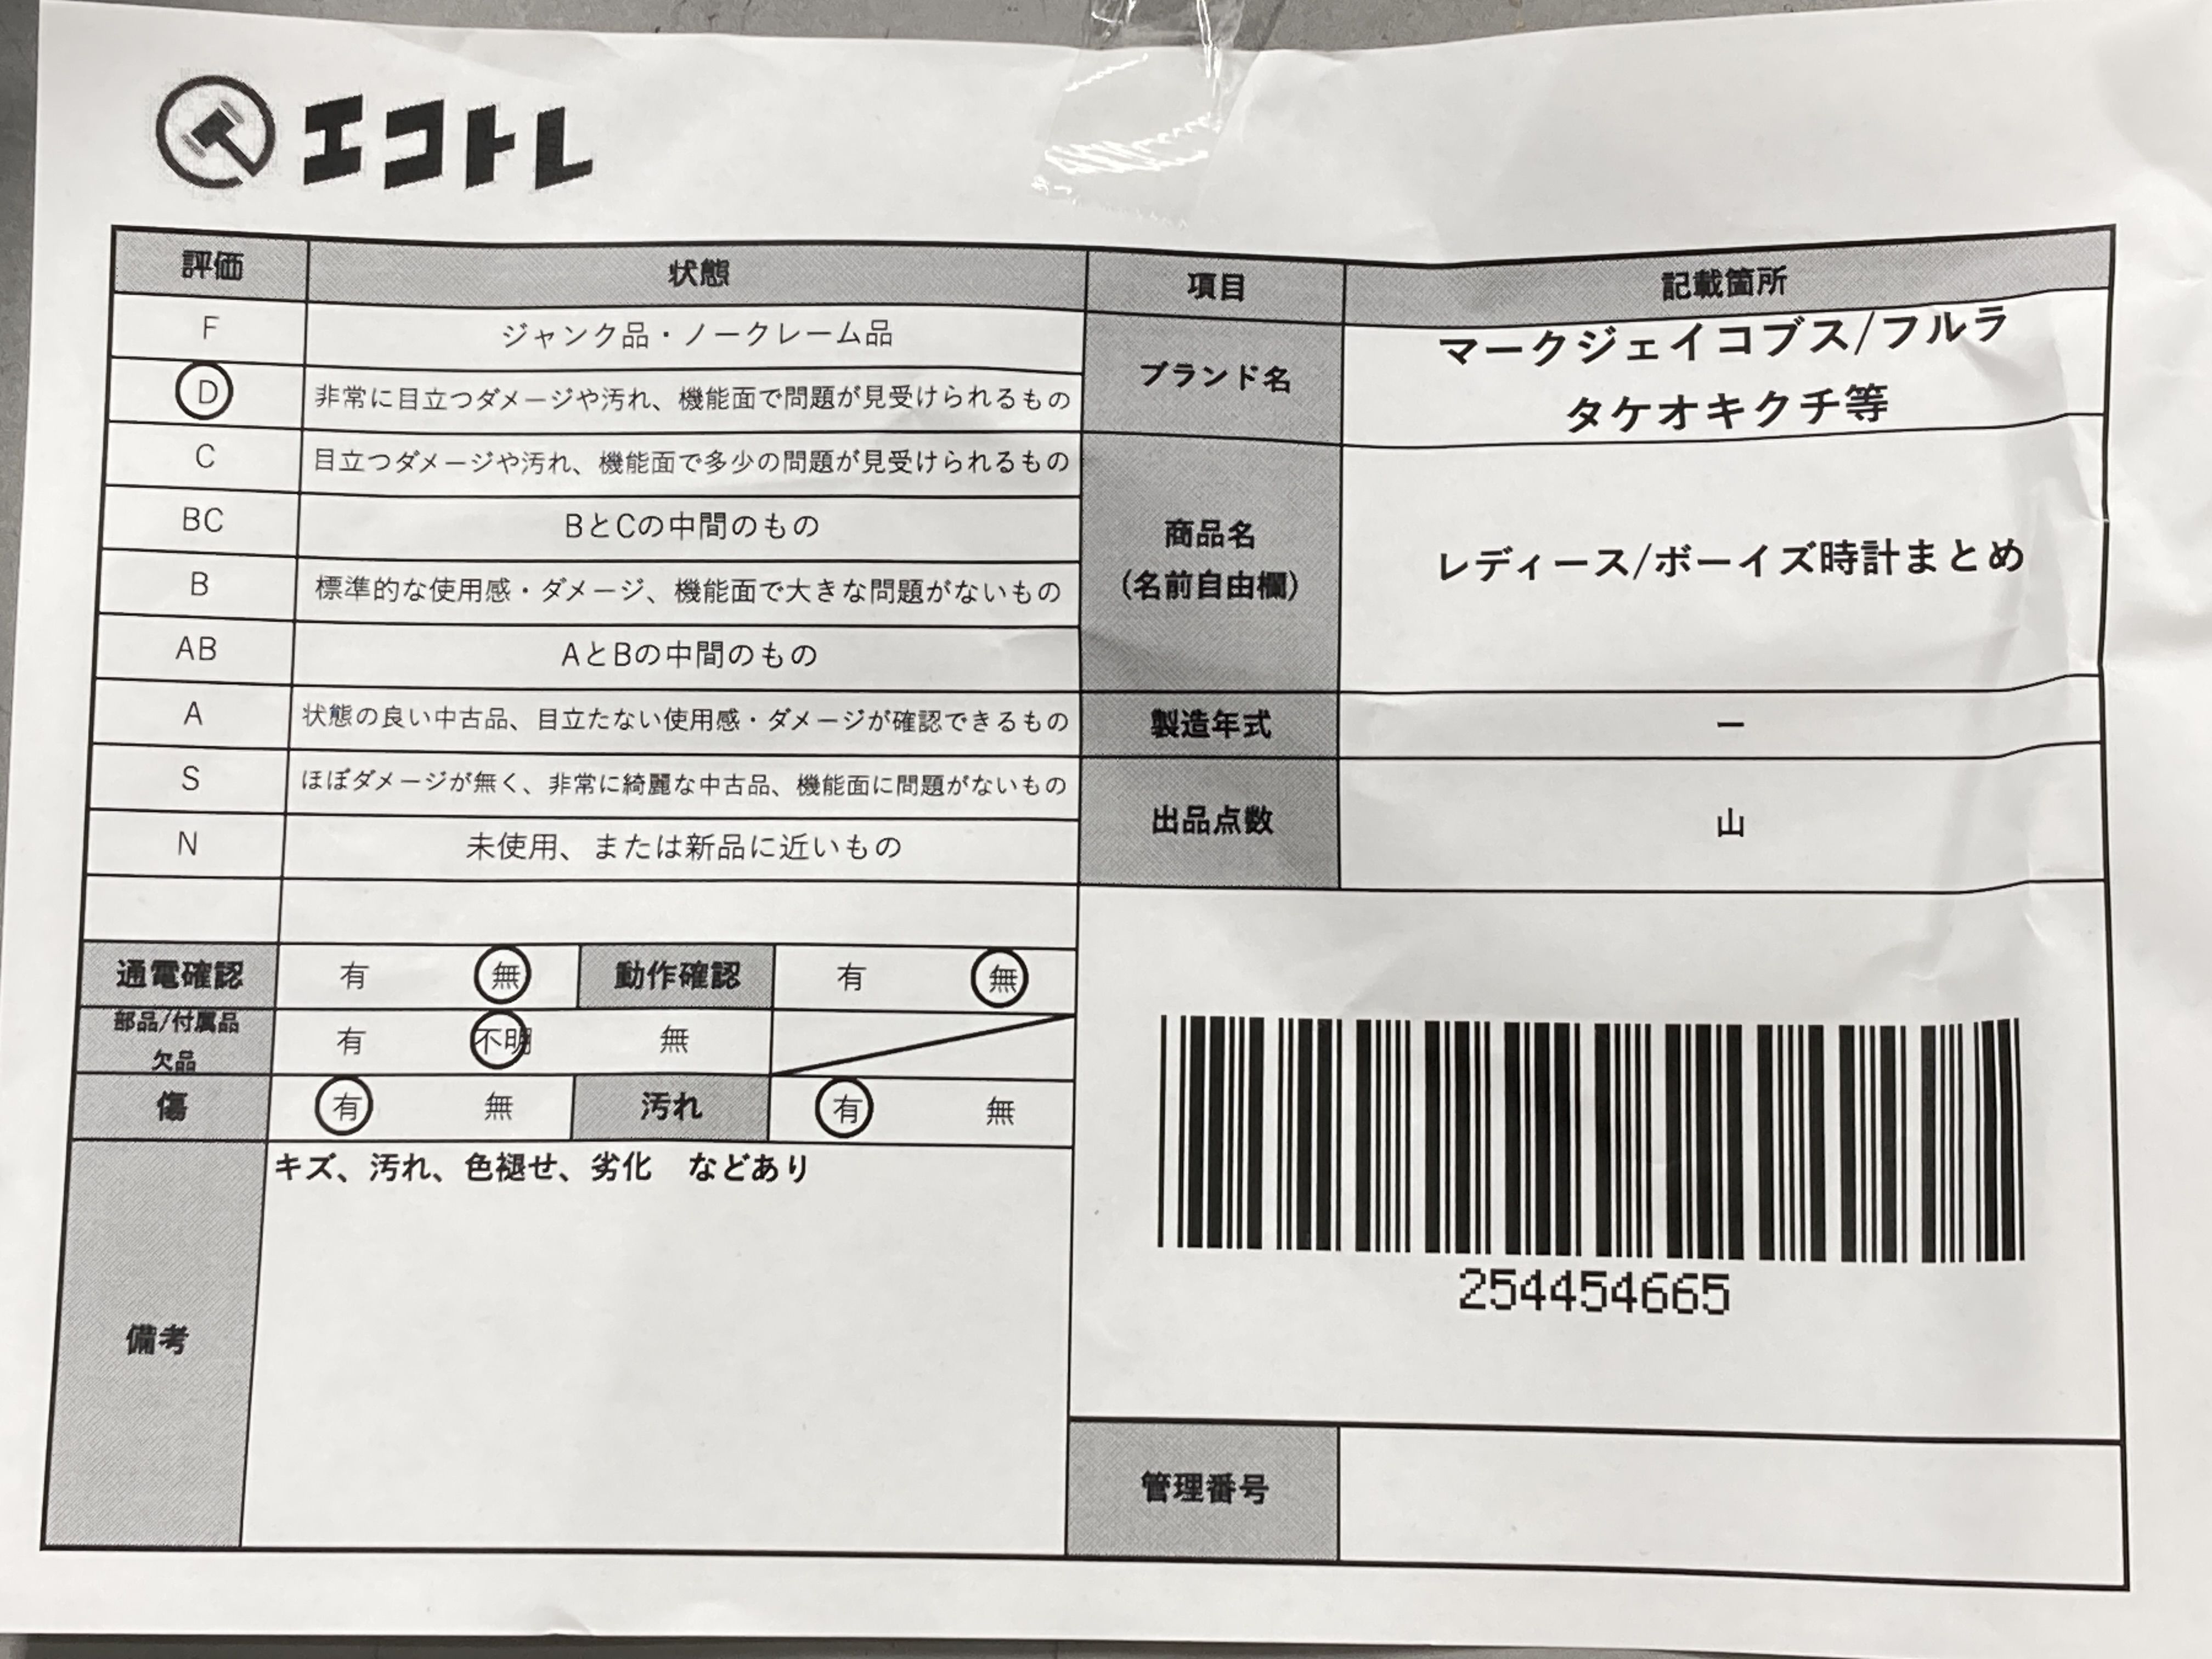 エコトレ
評価 状態
F ジャンク品・ノークレーム品
D 非常に目立つダメージや汚れ、機能面で問題が見受けられるもの
C 目立つダメージや汚れ、機能面で多少の問題が見受けられるもの
BC BとCの中間のもの
B 標準的な使用感・ダメージ、機能面で大きな問題がないもの
AB AとBの中間のもの
A 状態の良い中古品、目立たない使用感・ダメージが確認できるもの
S ほぼダメージが無く、非常に綺麗な中古品、機能面に問題がないもの
N 未使用、または新品に近いもの
通電確認 有 無 動作確認 有 無
部品/付属品
欠品 有 不明 無
傷 有 無 汚れ 有 無
備考 キズ、汚れ、色褪せ、劣化 などあり
項目 記載箇所
ブランド名 マークジェイコブス/フルラ
タケオキクチ等
商品名
(名前自由欄) レディース/ボーイズ時計まとめ
製造年式 ー
出品点数 山
254454665
管理番号